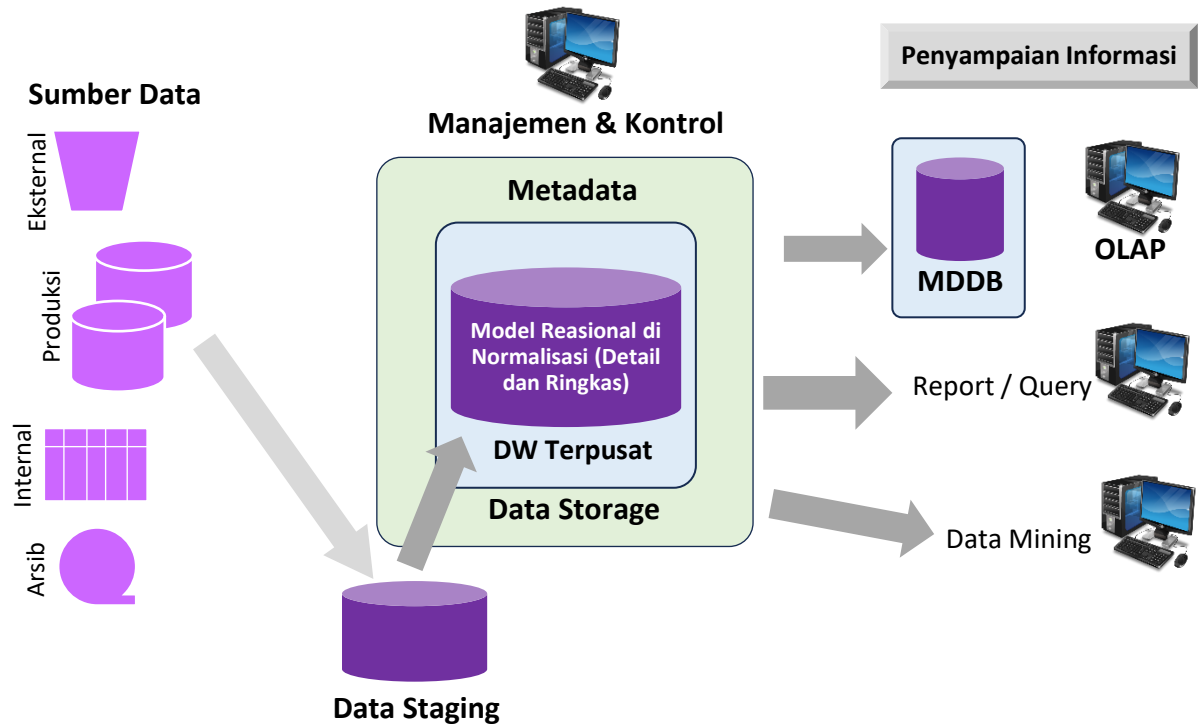 Sumber Data
Eksternal
Produksi
Internal
Arsib
Data Staging
Manajemen & Kontrol
Metadata
Model Reasional di
Normalisasi (Detail
dan Ringkas)
DW Terpusat
Data Storage
Penyampaian Informasi
MDDB
OLAP
Report / Query
Data Mining